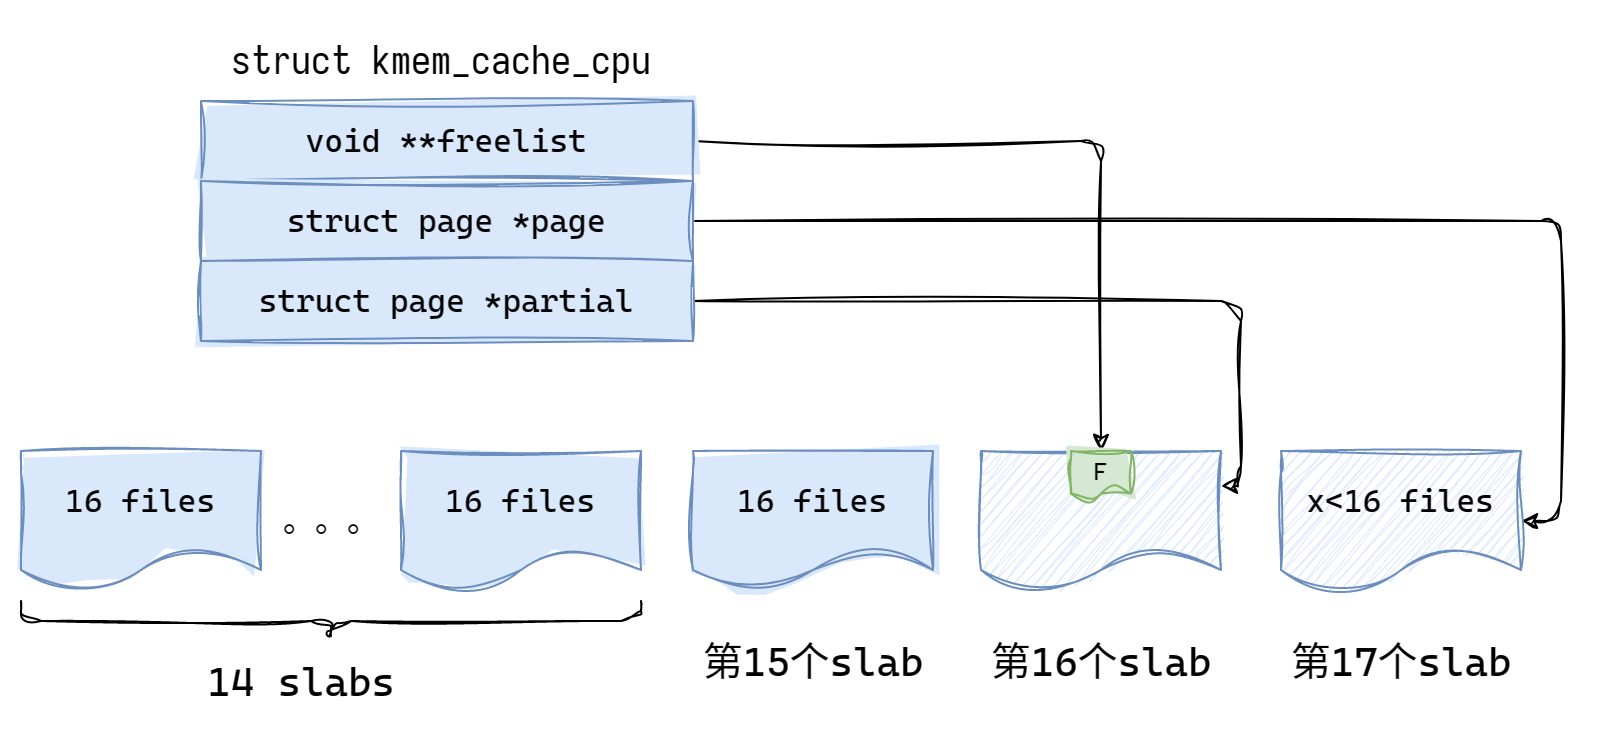 struct kmem_cache_cpu
void **freelist
struct page *page
struct page *partial
16 files
16 files
16 files
F
x<16 files
14 slabs
第15个slab
第16个slab
第17个slab